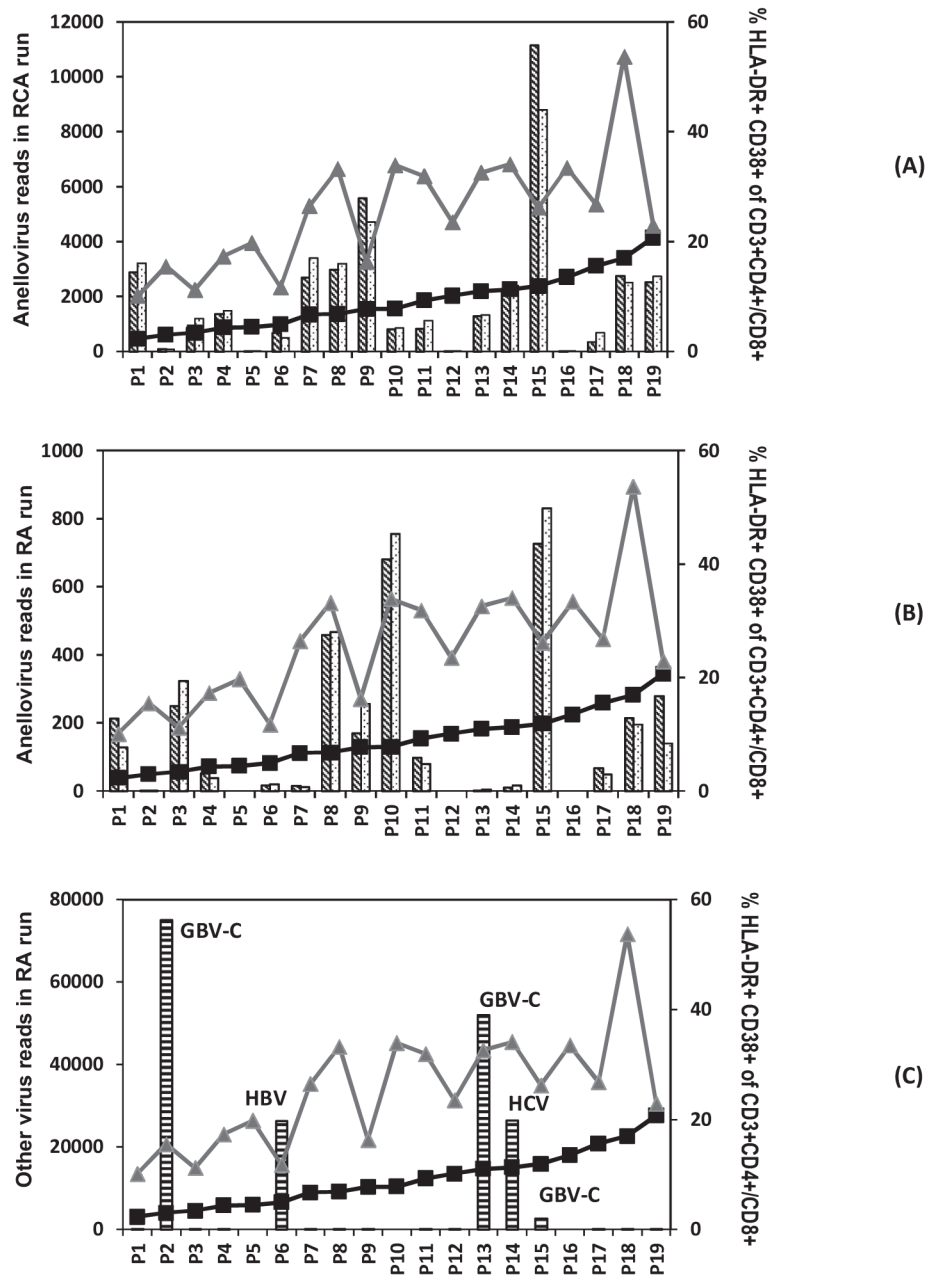 (A)
Anellovirus reads in RCA run
12000
10000
8000
6000
4000
2000
0
60
40
20
0
% HLA-DR+ CD38+ of CD3+CD4+/CD8+
P1 P2 P3 P4 P5 P6 P7 P8 P9 P10 P11 P12 P13 P14 P15 P16 P17 P18 P19
(B)
Anellovirus reads in RA run
1000
800
600
400
200
0
60
40
20
0
% HLA-DR+ CD38+ of CD3+CD4+/CD8+
P1 P2 P3 P4 P5 P6 P7 P8 P9 P10 P11 P12 P13 P14 P15 P16 P17 P18 P19
(C)
Other virus reads in RA run
80000
60000
40000
20000
0
GBV-C
HBV
GBV-C
HCV
GBV-C
60
40
20
0
% HLA-DR+ CD38+ of CD3+CD4+/CD8+
P1 P2 P3 P4 P5 P6 P7 P8 P9 P10 P11 P12 P13 P14 P15 P16 P17 P18 P19